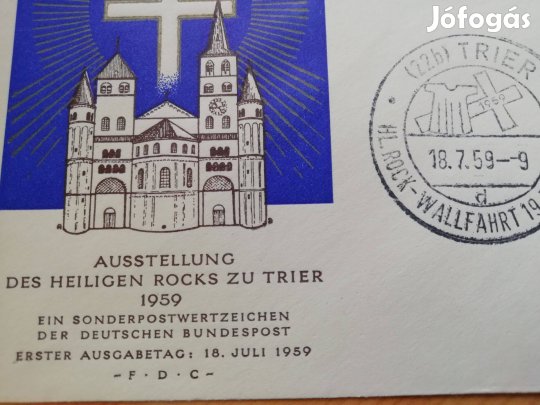 Jófogás
AUSSTELLUNG
DES HEILIGEN ROCKS ZU TRIER
1959
EIN SONDERPOSTWERTZEICHEN
DER DEUTSCHEN BUNDESPOST
ERSTER AUSGABETAG: 18. JULI 1959
- F · D · C -
(22b) TRIER
1959
18.7.59--9
d
HL. ROCK-WALLFAHRT 19